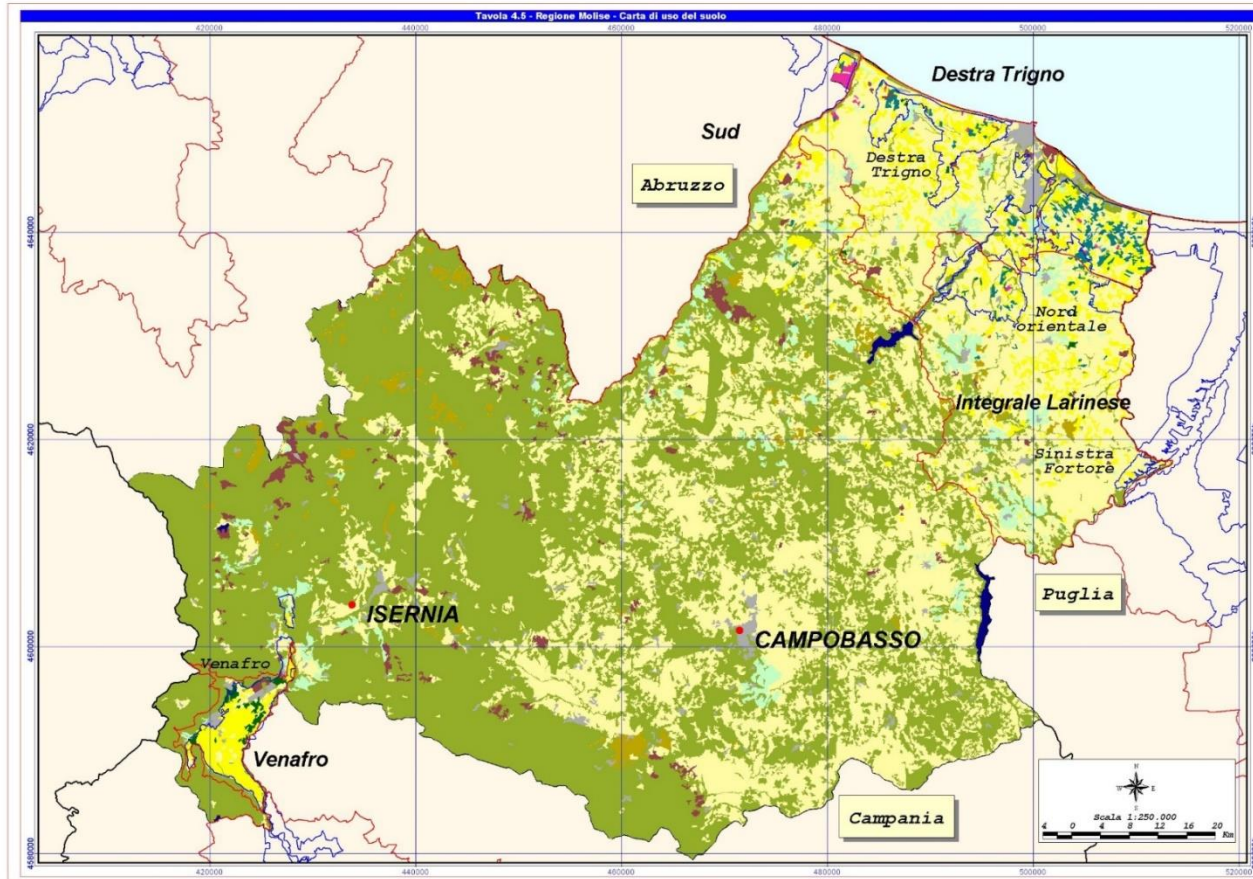 Tavola 4.5 - Regione Molise - Carta di uso del suolo
420000 440000 460000 480000 500000 520000
Destra Trigno
Sud
Destra
Trigno
Abruzzo
4640000
Nord
orientale
Integrale Larinese
4620000
Sinistra
Fortore
Puglia
ISERNIA
CAMPOBASSO
4600000
Venafro
Venafro
N
W E
S
Scala 1:250.000
4 0 4 8 12 16 20
Km
Campania
4580000
420000 440000 460000 480000 500000 520000